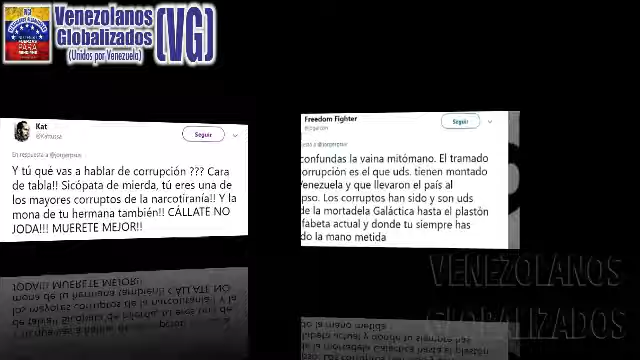 Venezolanos
Globalizados
(Unidos por Venezuela)
(VG)
Kat
Seguir
En respuesta a @jorgerpsuv
Y tú qué vas a hablar de corrupción ??? Cara
de tabla!! Sicópata de mierda, tú eres una de
los mayores corruptos de la narcotiranía!! Y la
mona de tu hermana también!! CÁLLATE NO
JODA!!! MUERETE MEJOR!!
Freedom Fighter
Seguir
confundas la vaina mitómano. El tramado
orrupción es el que uds. tienen montado
Venezuela y que llevaron el país al
pso. Los corruptos han sido y son uds
de la mortadela Galáctica hasta el plastón
fabeta actual y donde tu siempre has
do la mano metida
VENEZOLANOS
GLOBALIZADOS